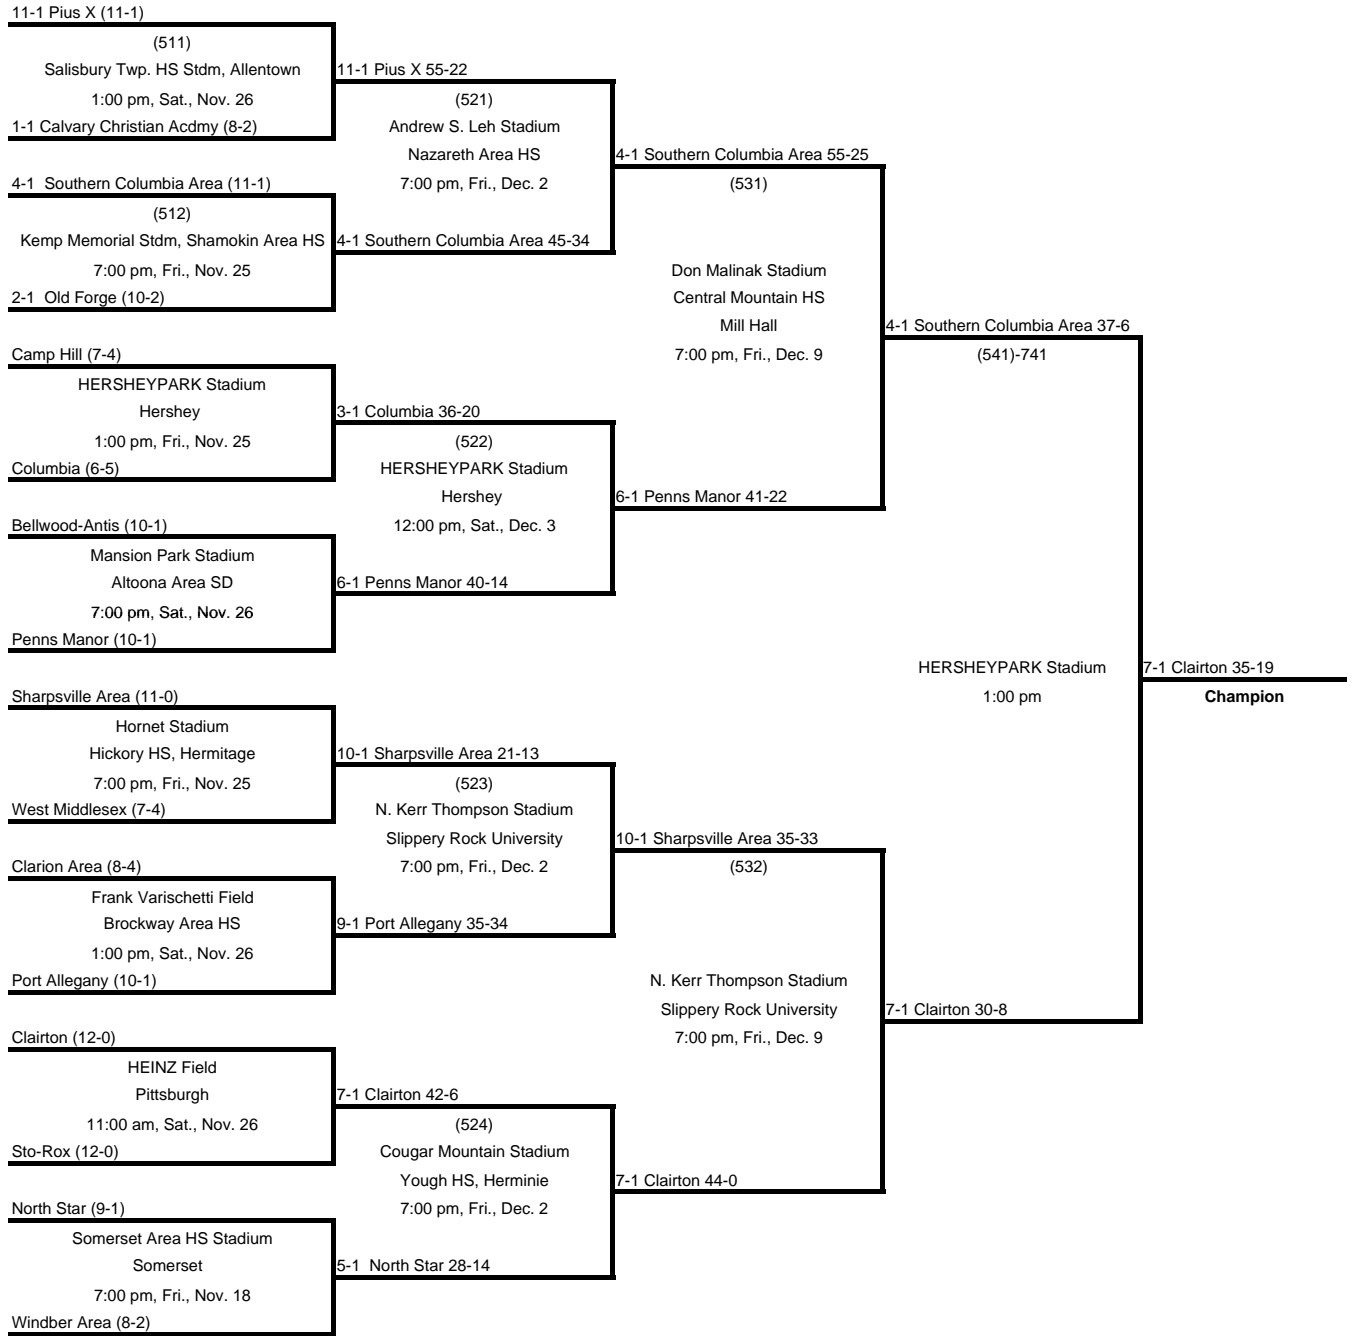 11-1 Pius X (11-1)
(511)
Salisbury Twp. HS Stdm, Allentown
1:00 pm, Sat., Nov. 26
1-1 Calvary Christian Acdmy (8-2)
4-1 Southern Columbia Area (11-1)
(512)
Kemp Memorial Stdm, Shamokin Area HS
7:00 pm, Fri., Nov. 25
2-1 Old Forge (10-2)
Camp Hill (7-4)
HERSHEYPARK Stadium
Hershey
1:00 pm, Fri., Nov. 25
Columbia (6-5)
Bellwood-Antis (10-1)
Mansion Park Stadium
Altoona Area SD
7:00 pm, Sat., Nov. 26
Penns Manor (10-1)
Sharpsville Area (11-0)
Hornet Stadium
Hickory HS, Hermitage
7:00 pm, Fri., Nov. 25
West Middlesex (7-4)
Clarion Area (8-4)
Frank Varischetti Field
Brockway Area HS
1:00 pm, Sat., Nov. 26
Port Allegany (10-1)
Clairton (12-0)
HEINZ Field
Pittsburgh
11:00 am, Sat., Nov. 26
Sto-Rox (12-0)
North Star (9-1)
Somerset Area HS Stadium
Somerset
7:00 pm, Fri., Nov. 18
Windber Area (8-2)
11-1 Pius X 55-22
(521)
Andrew S. Leh Stadium
Nazareth Area HS
7:00 pm, Fri., Dec. 2
4-1 Southern Columbia Area 45-34
3-1 Columbia 36-20
(522)
HERSHEYPARK Stadium
Hershey
12:00 pm, Sat., Dec. 3
6-1 Penns Manor 40-14
10-1 Sharpsville Area 21-13
(523)
N. Kerr Thompson Stadium
Slippery Rock University
7:00 pm, Fri., Dec. 2
9-1 Port Allegany 35-34
7-1 Clairton 42-6
(524)
Cougar Mountain Stadium
Yough HS, Herminie
7:00 pm, Fri., Dec. 2
5-1 North Star 28-14
4-1 Southern Columbia Area 55-25
(531)
Don Malinak Stadium
Central Mountain HS
Mill Hall
7:00 pm, Fri., Dec. 9
6-1 Penns Manor 41-22
10-1 Sharpsville Area 35-33
(532)
N. Kerr Thompson Stadium
Slippery Rock University
7:00 pm, Fri., Dec. 9
7-1 Clairton 44-0
4-1 Southern Columbia Area 37-6
(541)-741
HERSHEYPARK Stadium
1:00 pm
7-1 Clairton 30-8
7-1 Clairton 35-19
Champion